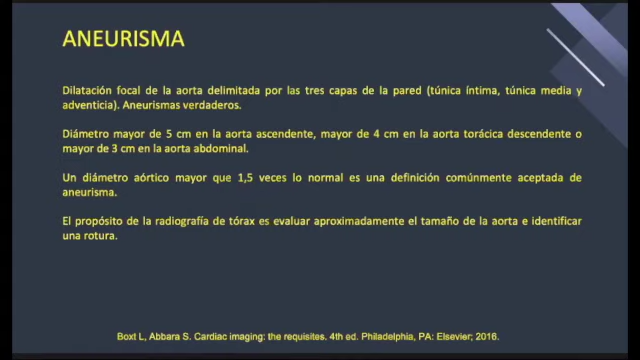 ANEURISMA
Dilatación focal de la aorta delimitada por las tres capas de la pared (túnica íntima, túnica media y
adventicia). Aneurismas verdaderos.
Diámetro mayor de 5 cm en la aorta ascendente, mayor de 4 cm en la aorta torácica descendente o
mayor de 3 cm en la aorta abdominal.
Un diámetro aórtico mayor que 1,5 veces lo normal es una definición comúnmente aceptada de
aneurisma.
El propósito de la radiografía de tórax es evaluar aproximadamente el tamaño de la aorta e identificar
una rotura.
Boxt L, Abbara S. Cardiac imaging: the requisites. 4th ed. Philadelphia, PA: Elsevier; 2016.